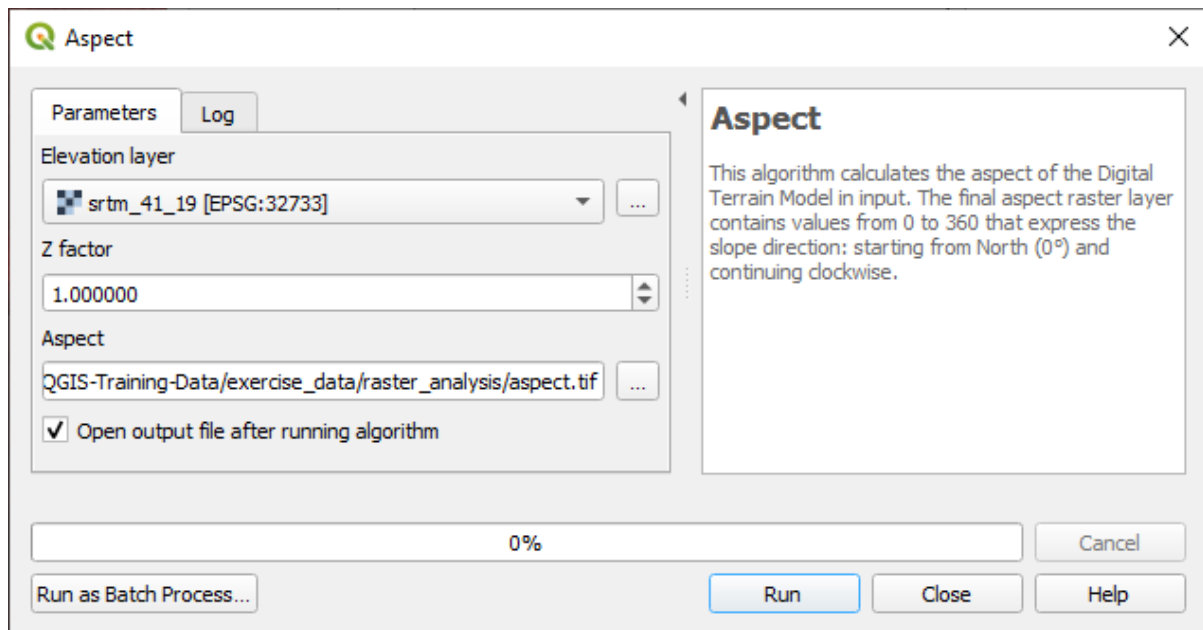 Aspect
Parameters
Log
Elevation layer
srtm_41_19 [EPSG:32733]
...
Z factor
1.000000
Aspect
QGIS-Training-Data/exercise_data/raster_analysis/aspect.tif
...
Open output file after running algorithm
Aspect
This algorithm calculates the aspect of the Digital
Terrain Model in input. The final aspect raster layer
contains values from 0 to 360 that express the
slope direction: starting from North (0°) and
continuing clockwise.
0%
Cancel
Run as Batch Process...
Run
Close
Help